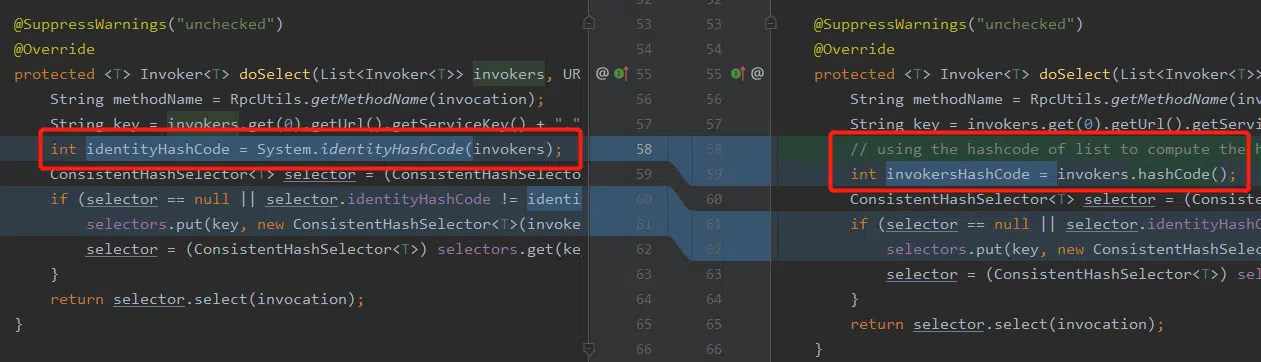 @SuppressWarnings("unchecked")
@Override
protected <T> Invoker<T> doSelect(List<Invoker<T>> invokers, UR
String methodName = RpcUtils.getMethodName(invocation);
String key = invokers.get(0).getUrl().getServiceKey() + "."
int identityHashCode = System.identityHashCode(invokers);
ConsistentHashSelector<T> selector = (ConsistentHashSelecto
if (selector == null || selector.identityHashCode != identi
selectors.put(key, new ConsistentHashSelector<T>(invoke
selector = (ConsistentHashSelector<T>) selectors.get(ke
}
return selector.select(invocation);
}
53 53
54 54
@ 55 55 @
56 56
57 57
58 58
59 59
60 60
61 61
62 62
63 63
64 64
65 65
66 66
@SuppressWarnings("unchecked")
@Override
protected <T> Invoker<T> doSelect(List<Invoker<T>>
String methodName = RpcUtils.getMethodName(inv
String key = invokers.get(0).getUrl().getServi
// using the hashcode of list to compute the h
int invokersHashCode = invokers.hashCode();
ConsistentHashSelector<T> selector = (Consiste
if (selector == null || selector.identityHashC
selectors.put(key, new ConsistentHashSelec
selector = (ConsistentHashSelector<T>) sel
}
return selector.select(invocation);
}